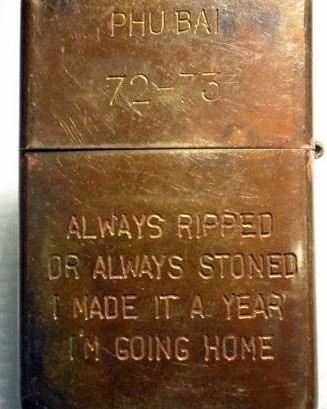 PHU BAI
72-73
ALWAYS RIPPED
OR ALWAYS STONED
I MADE IT A YEAR
I'M GOING HOME